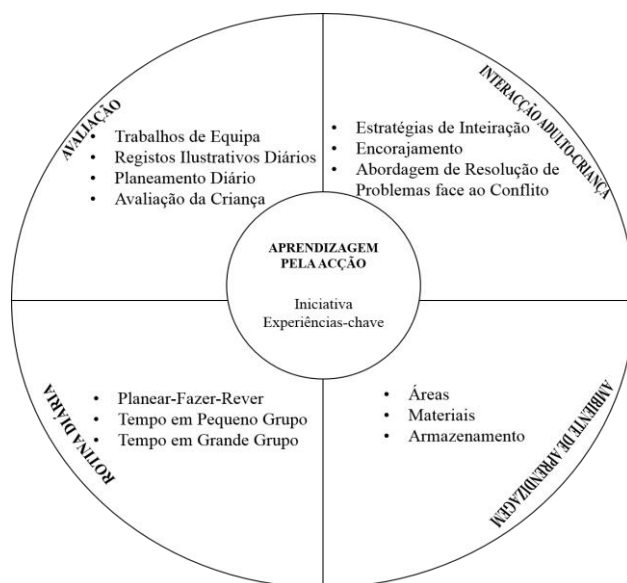 AVALIAÇÃO
• Trabalhos de Equipa
• Registos Ilustrativos Diários
• Planeamento Diário
• Avaliação da Criança
INTERACÇÃO ADULTO-CRIANÇA
• Estratégias de Inteiração
• Encorajamento
• Abordagem de Resolução de
Problemas face ao Conflito
APRENDIZAGEM
PELA ACÇÃO
Iniciativa
Experiências-chave
ROTINA DIÁRIA
• Planear-Fazer-Rever
• Tempo em Pequeno Grupo
• Tempo em Grande Grupo
AMBIENTE DE APRENDIZAGEM
• Áreas
• Materiais
• Armazenamento